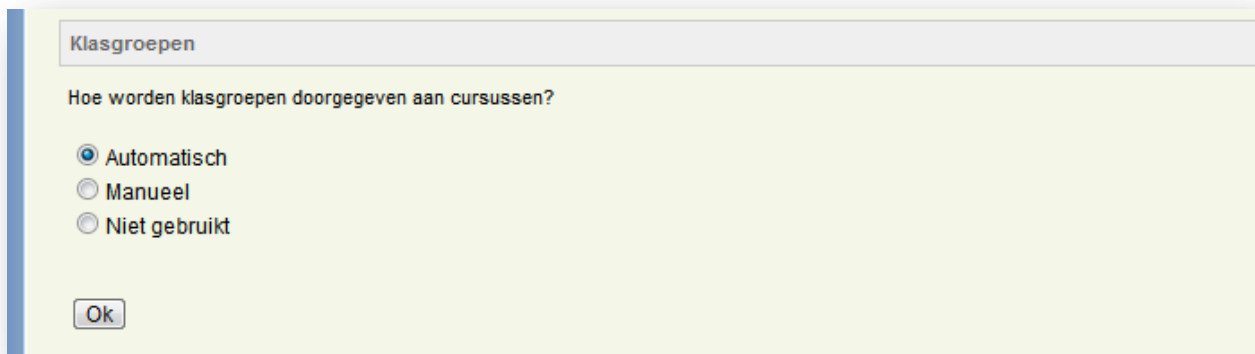 Klasgroepen
Hoe worden klasgroepen doorgegeven aan cursussen?
Automatisch
Manueel
Niet gebruikt
Ok